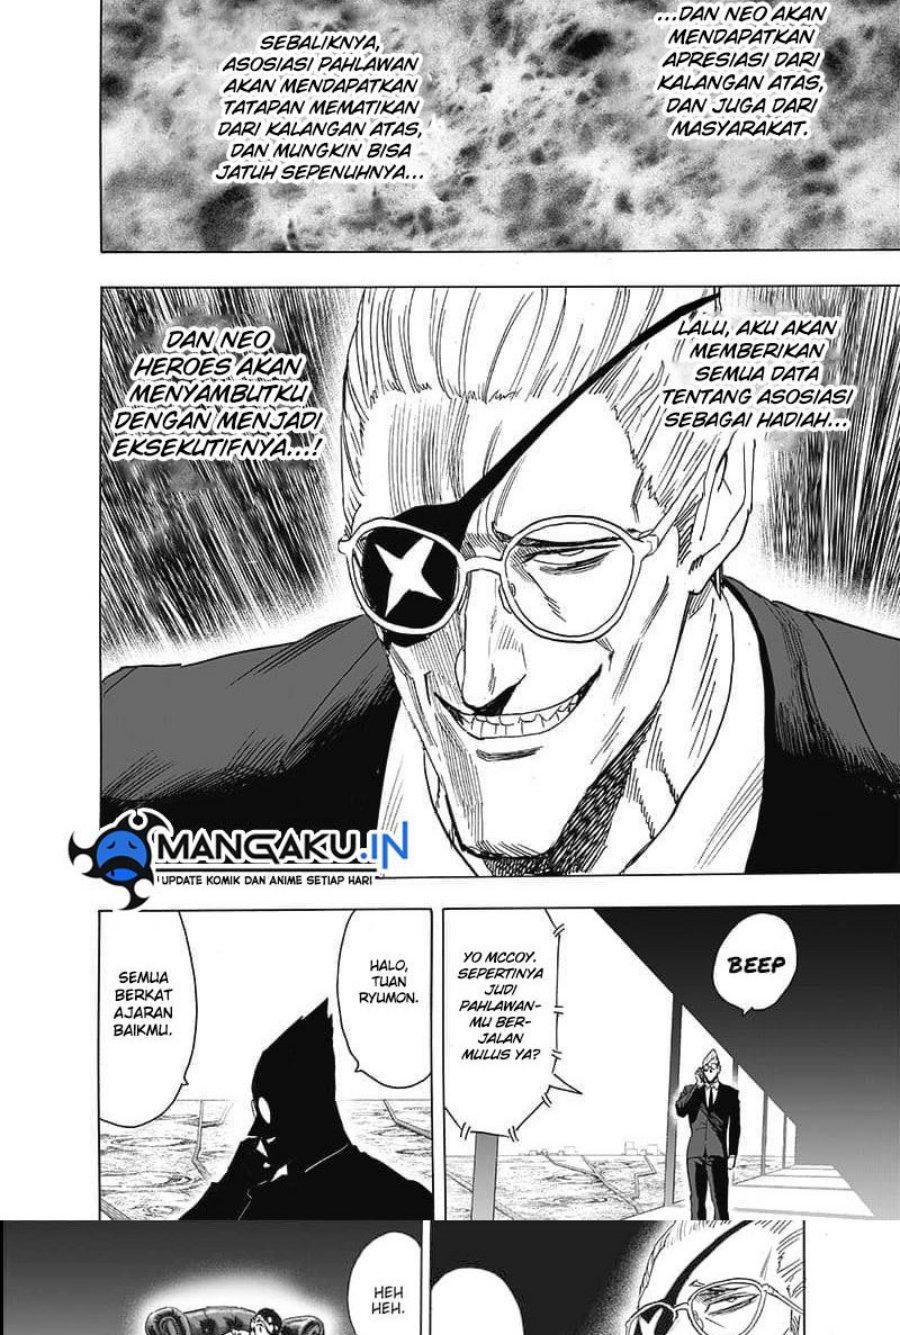 ...DAN NEO AKAN
MENDAPATKAN
APRESIASI DARI
KALANGAN ATAS,
DAN JUGA DARI
MASYARAKAT.
SEBALIKNYA,
ASOSIASI PAHLAWAN
AKAN MENDAPATKAN
TATAPAN MEMATIKAN
DARI KALANGAN ATAS,
DAN MUNGKIN BISA
JATUH SEPENUHNYA...
LALU, AKU AKAN
MEMBERIKAN
SEMUA DATA
TENTANG ASOSIASI
SEBAGAI HADIAH...
DAN NEO
HEROES AKAN
MENYAMBUTKU
DENGAN MENJADI
EKSEKUTIFNYA...!
MANGAKU.IN
UPDATE KOMIK DAN ANIME SETIAP HARI
BEEP
YO MCCOY.
SEPERTINYA
JUDI
PAHLAWAN-
MU BER-
JALAN
MULUS YA?
HALO,
TUAN
RYUMON.
SEMUA
BERKAT
AJARAN
BAIKMU.
HEH
HEH.